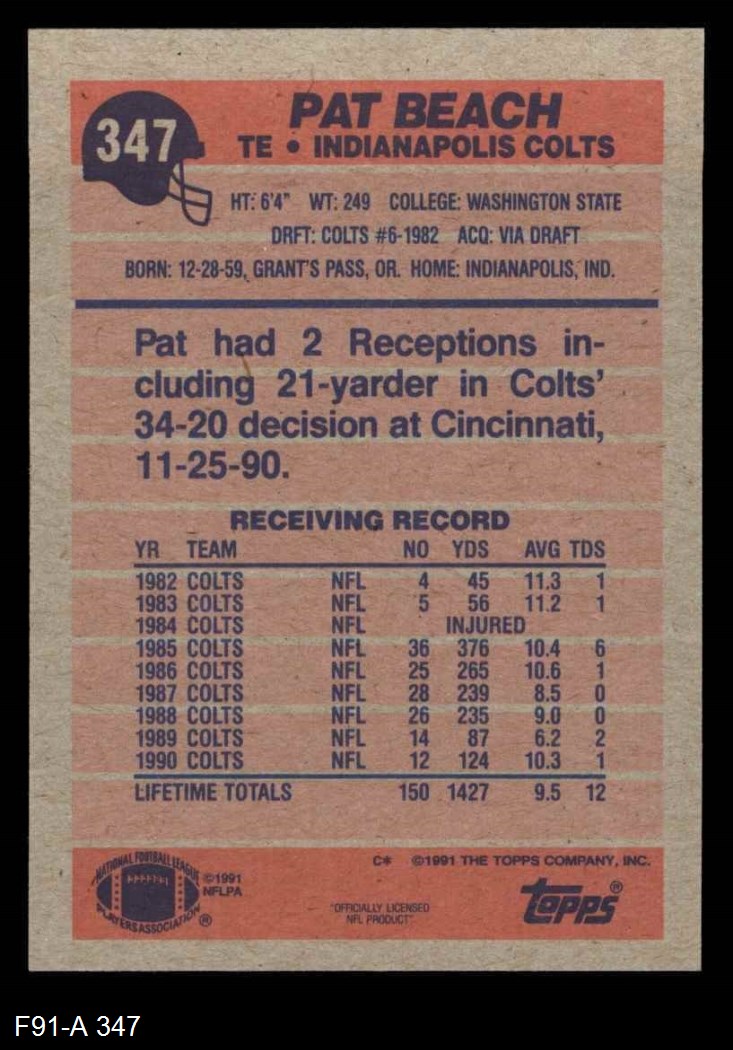 347
PAT BEACH
TE • INDIANAPOLIS COLTS
HT: 6'4" WT: 249 COLLEGE: WASHINGTON STATE
DRFT: COLTS #6-1982 ACQ: VIA DRAFT
BORN: 12-28-59, GRANT'S PASS, OR. HOME: INDIANAPOLIS, IND.
Pat had 2 Receptions in-
cluding 21-yarder in Colts'
34-20 decision at Cincinnati,
11-25-90.
RECEIVING RECORD
YR TEAM NO YDS AVG TDS
1982 COLTS NFL 4 45 11.3 1
1983 COLTS NFL 5 56 11.2 1
1984 COLTS NFL INJURED
1985 COLTS NFL 36 376 10.4 6
1986 COLTS NFL 25 265 10.6 1
1987 COLTS NFL 28 239 8.5 0
1988 COLTS NFL 26 235 9.0 0
1989 COLTS NFL 14 87 6.2 2
1990 COLTS NFL 12 124 10.3 1
LIFETIME TOTALS 150 1427 9.5 12
C* ©1991 THE TOPPS COMPANY, INC.
NATIONAL FOOTBALL LEAGUE
PLAYERS ASSOCIATION ®
©1991
NFLPA
"OFFICIALLY LICENSED
NFL PRODUCT"
topps®
F91-A 347